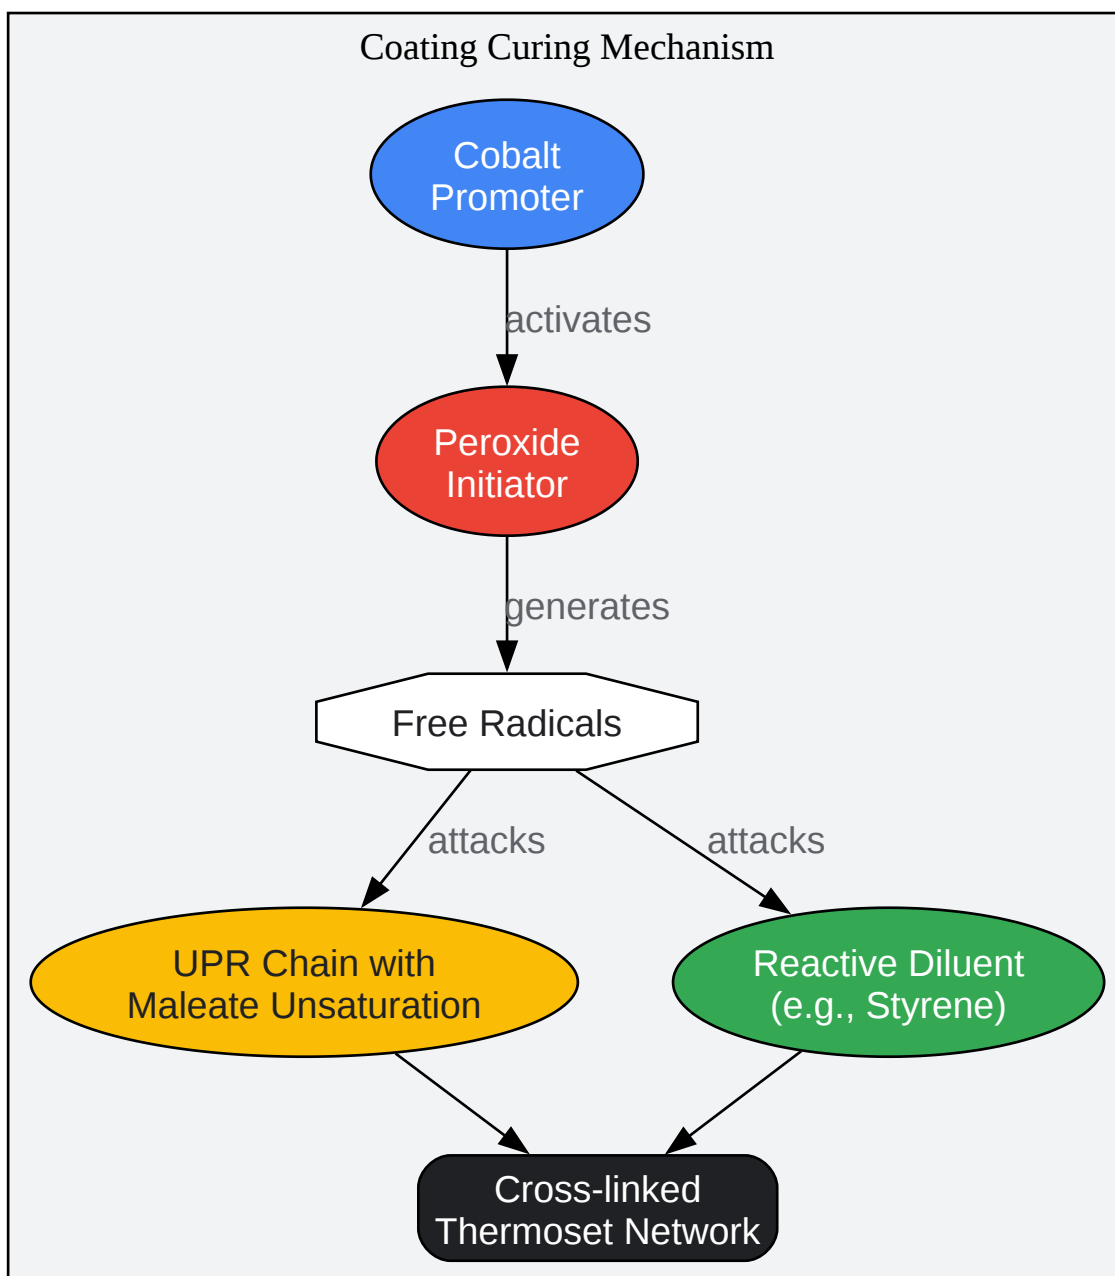 Coating Curing Mechanism
Cobalt
Promoter
activates
Peroxide
Initiator
generates
Free Radicals
attacks
attacks
UPR Chain with
Maleate Unsaturation
Reactive Diluent
(e.g., Styrene)
Cross-linked
Thermoset Network